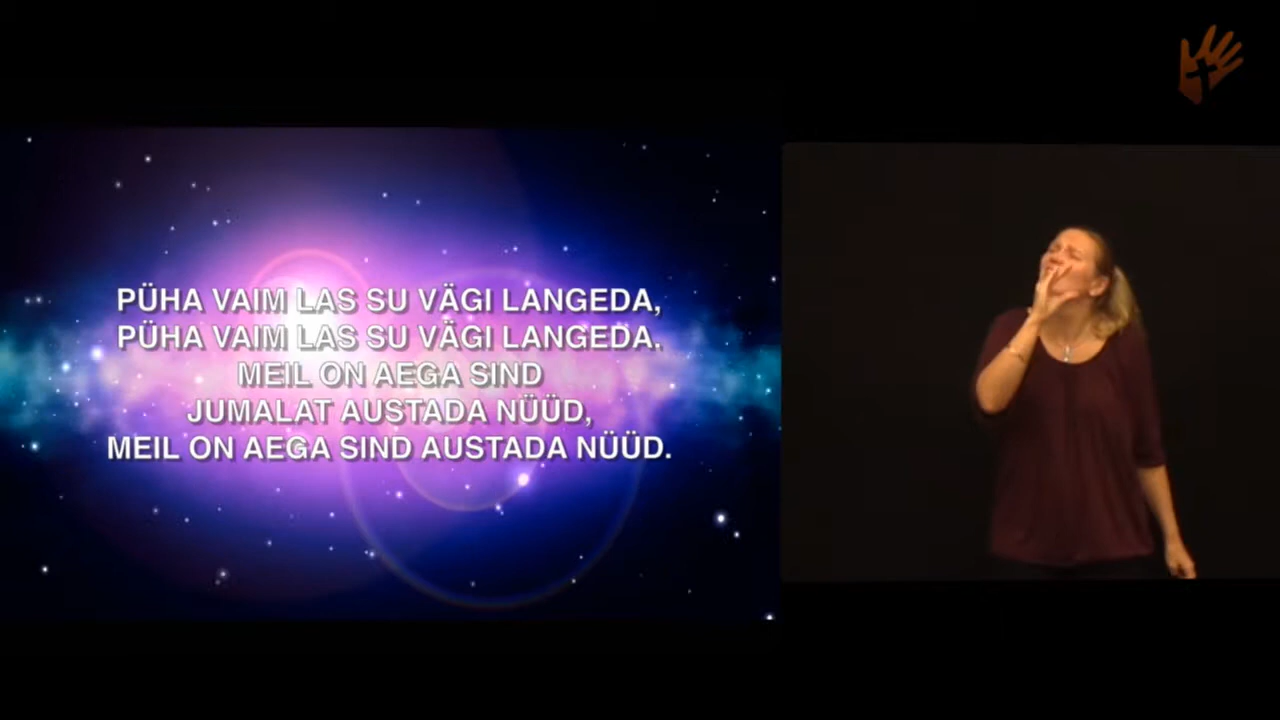 PÜHA VAIM LAS SU VÄGI LANGEDA,
PÜHA VAIM LAS SU VÄGI LANGEDA.
MEIL ON AEGA SIND
JUMALAT AUSTADA NÜÜD,
MEIL ON AEGA SIND AUSTADA NÜÜD.